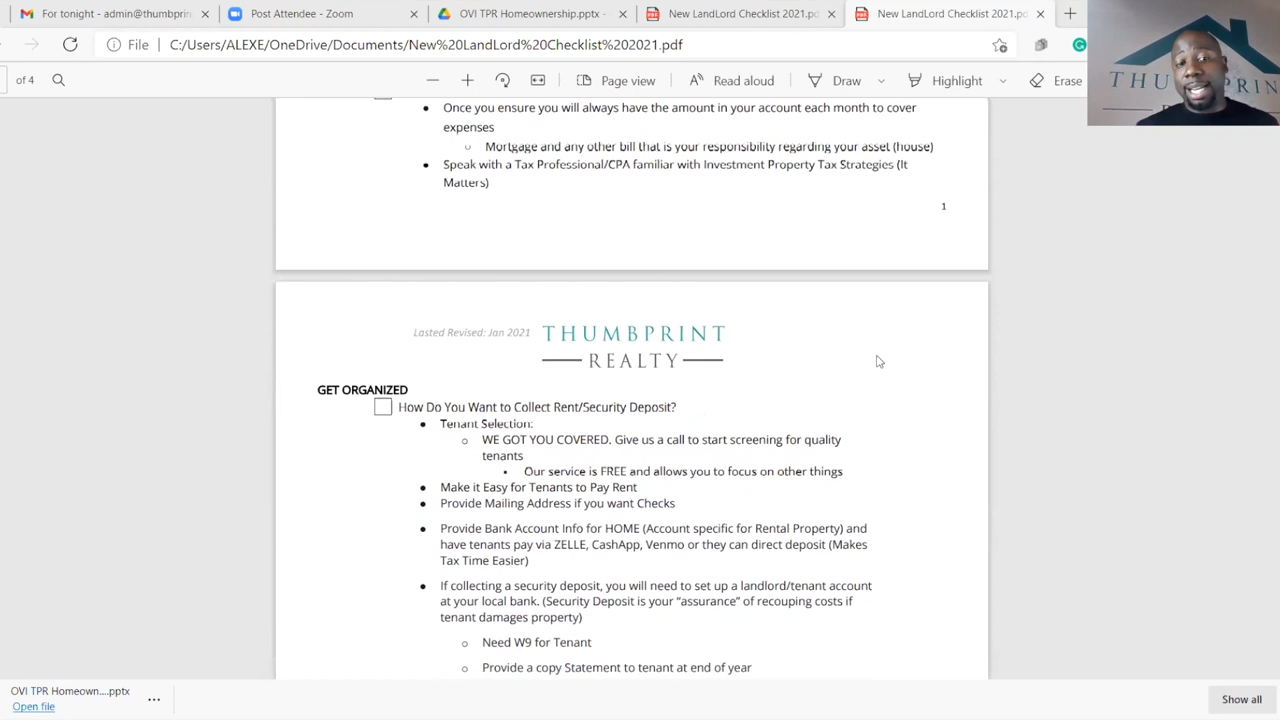 For tonight - admin@thumbprin
Post Attendee - Zoom
OVI TPR Homeownership.pptx -
New LandLord Checklist 2021.pdf
New LandLord Checklist 2021.pdf
File
C:/Users/ALEXE/OneDrive/Documents/New%20LandLord%20Checklist%202021.pdf
of 4
Page view
Read aloud
Draw
Highlight
Erase
THUMBPRIN
Once you ensure you will always have the amount in your account each month to cover
expenses
Mortgage and any other bill that is your responsibility regarding your asset (house)
Speak with a Tax Professional/CPA familiar with Investment Property Tax Strategies (It
Matters)
1
Lasted Revised: Jan 2021
THUMBPRINT
REALTY
GET ORGANIZED
How Do You Want to Collect Rent/Security Deposit?
Tenant Selection:
WE GOT YOU COVERED. Give us a call to start screening for quality
tenants
Our service is FREE and allows you to focus on other things
Make it Easy for Tenants to Pay Rent
Provide Mailing Address if you want Checks
Provide Bank Account Info for HOME (Account specific for Rental Property) and
have tenants pay via ZELLE, CashApp, Venmo or they can direct deposit (Makes
Tax Time Easier)
If collecting a security deposit, you will need to set up a landlord/tenant account
at your local bank. (Security Deposit is your “assurance” of recouping costs if
tenant damages property)
Need W9 for Tenant
Provide a copy Statement to tenant at end of year
OVI TPR Homeown....pptx
Open file
Show all